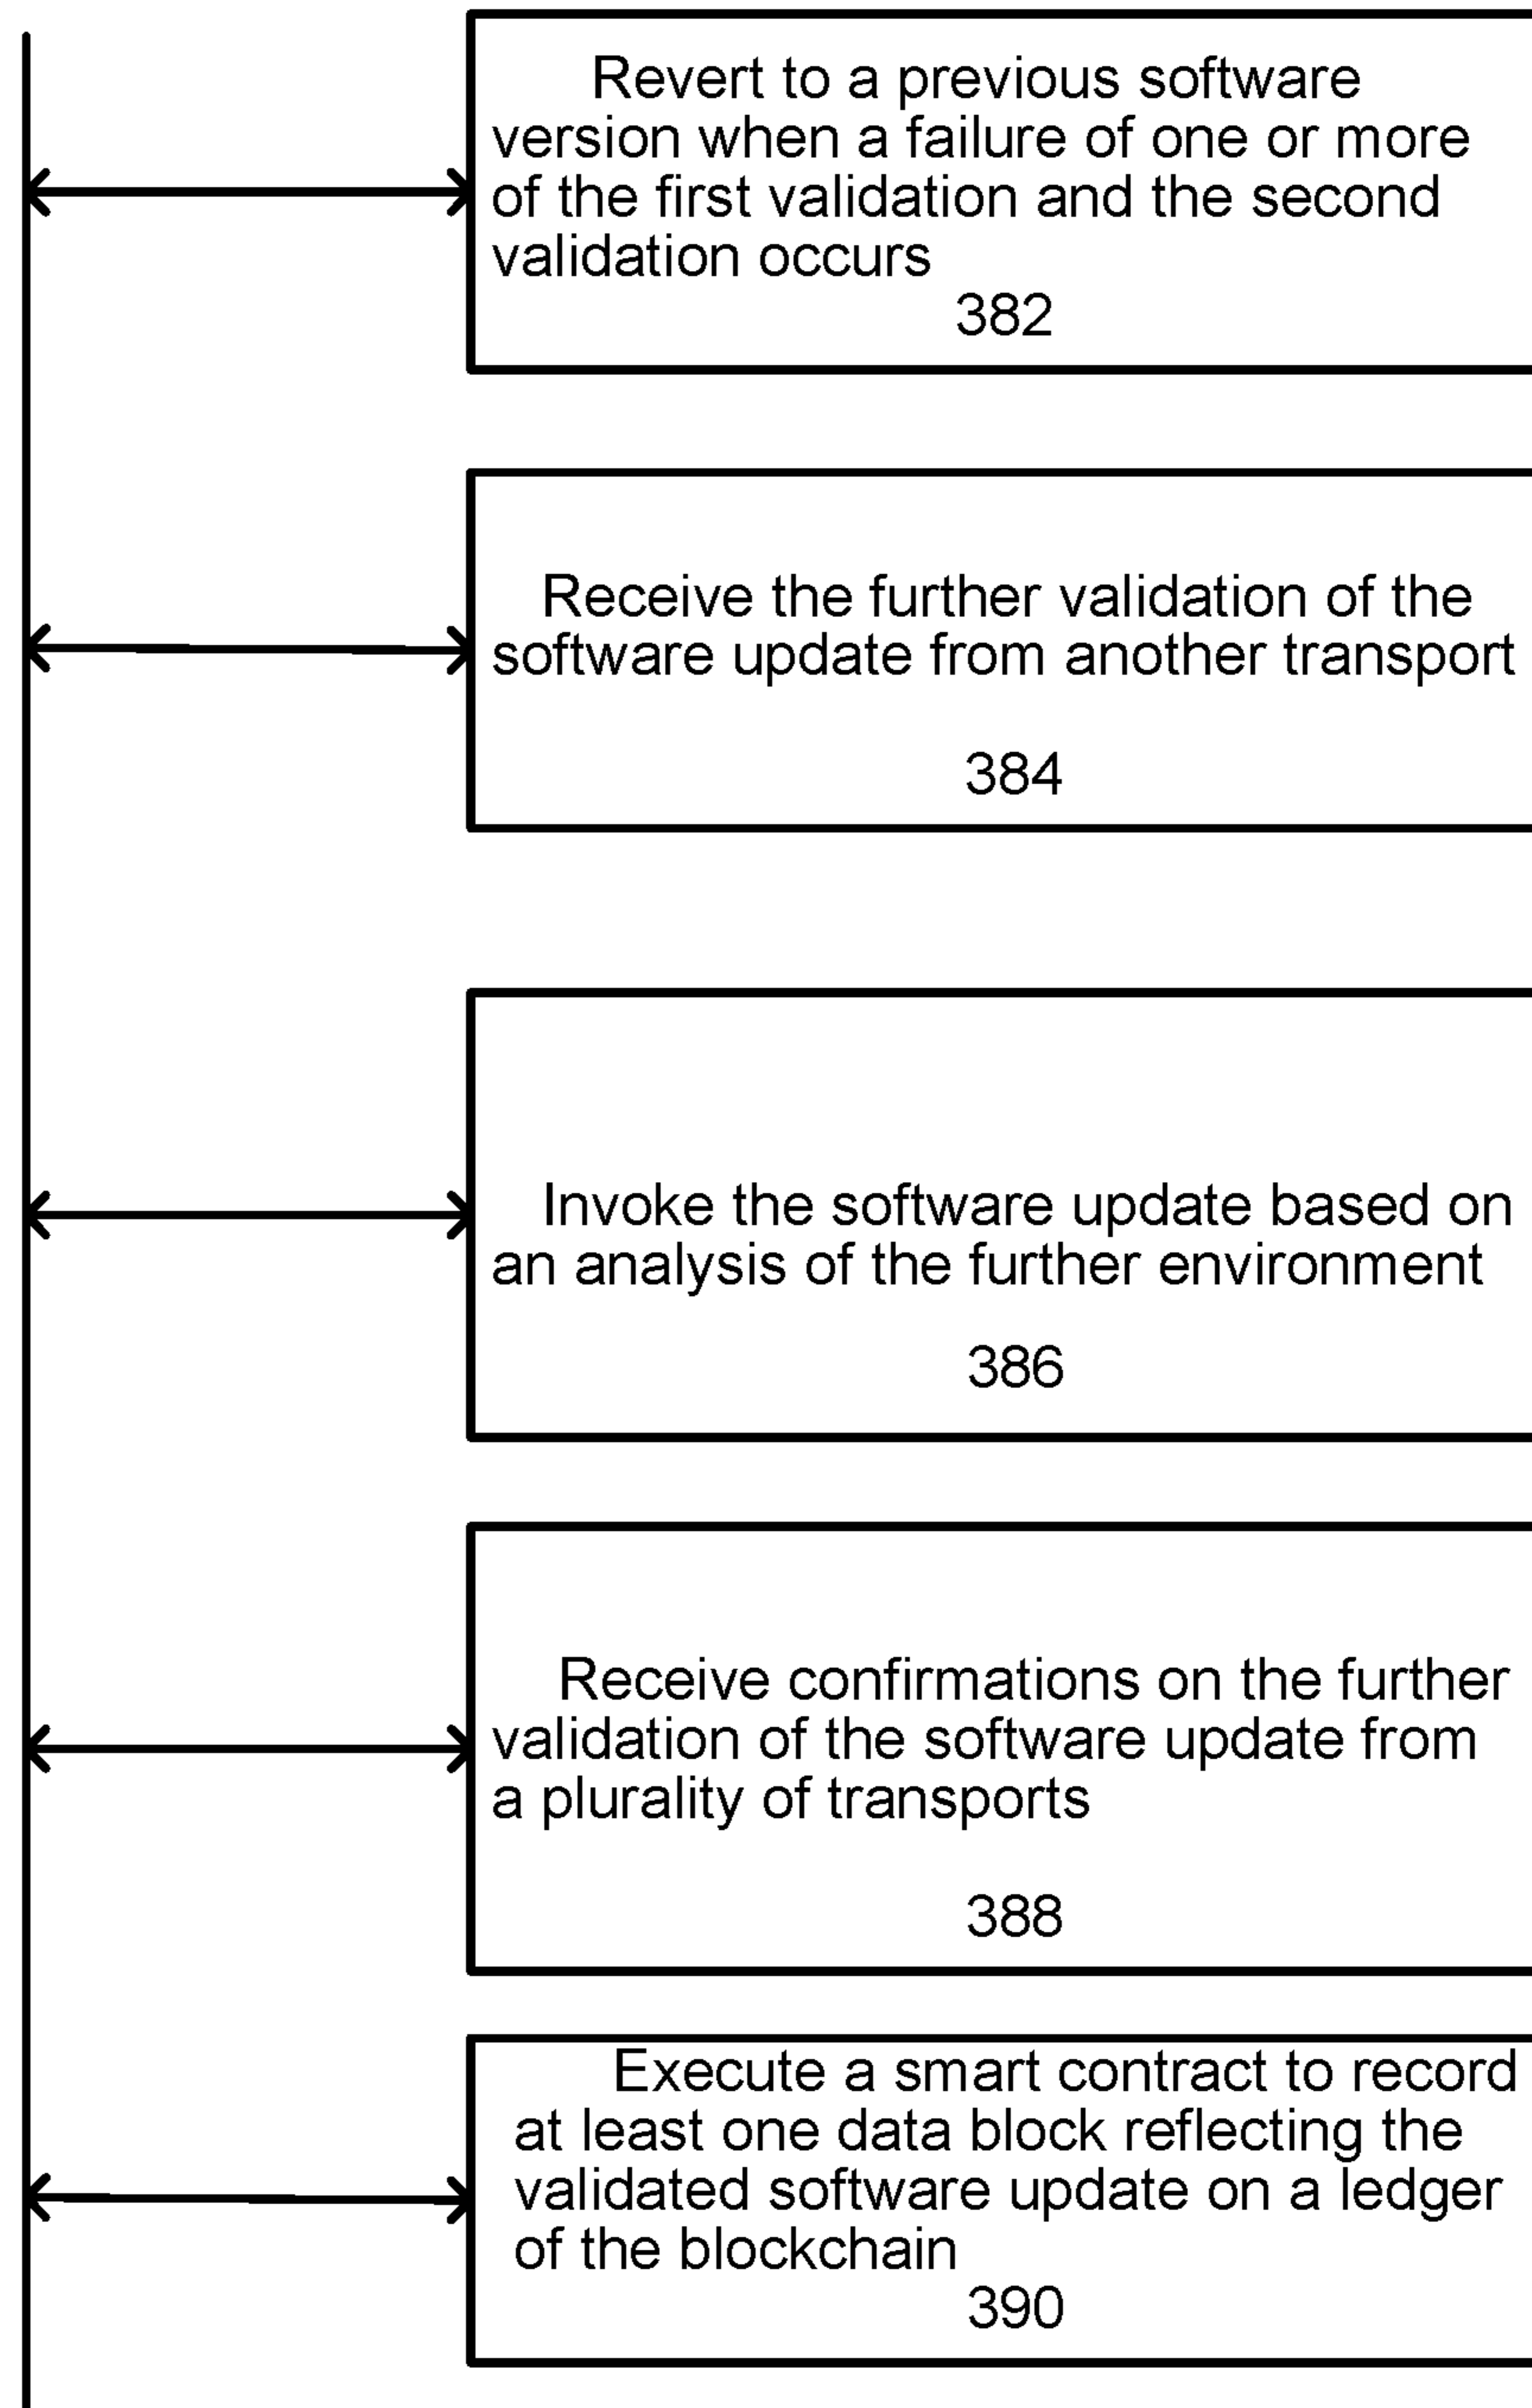 Revert to a previous software
version when a failure of one or more
of the first validation and the second
validation occurs
382
Receive the further validation of the
software update from another transport
384
Invoke the software update based on
an analysis of the further environment
386
Receive confirmations on the further
validation of the software update from
a plurality of transports
388
Execute a smart contract to record
at least one data block reflecting the
validated software update on a ledger
of the blockchain
390